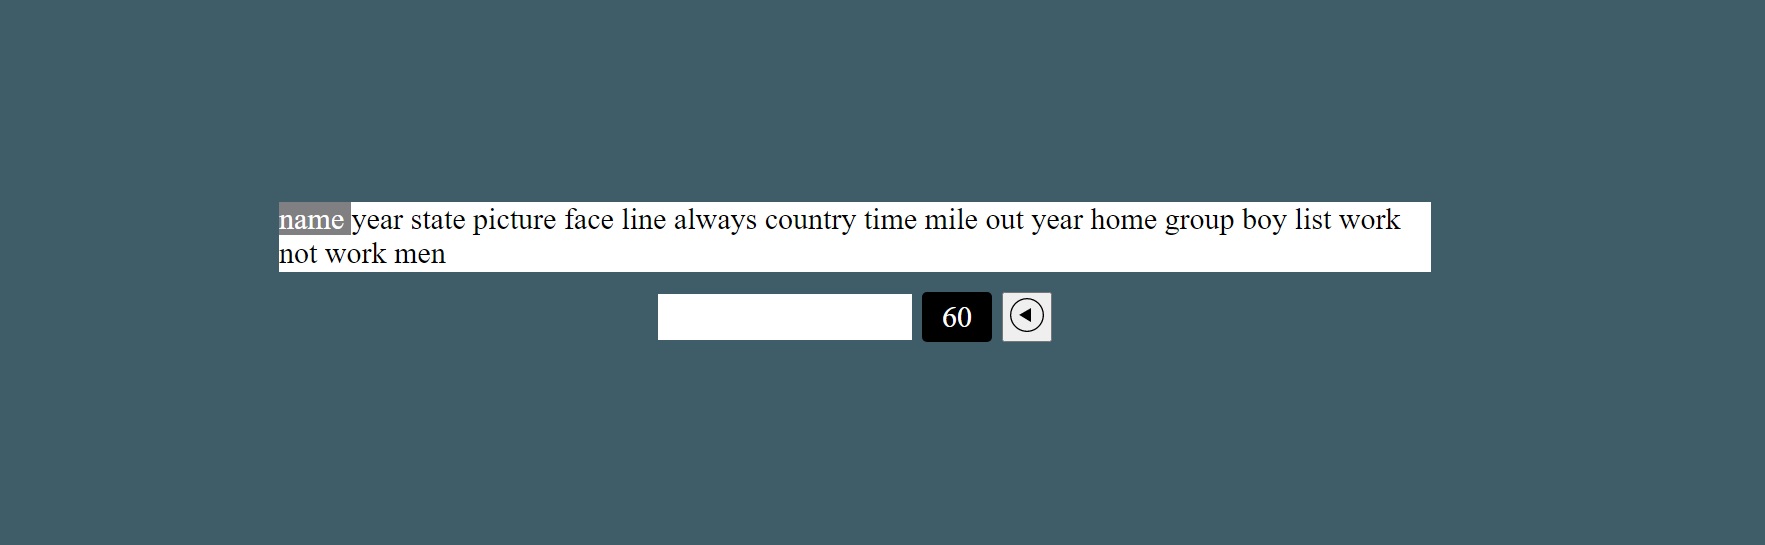 name year state picture face line always country time mile out year home group boy list work
not work men
60